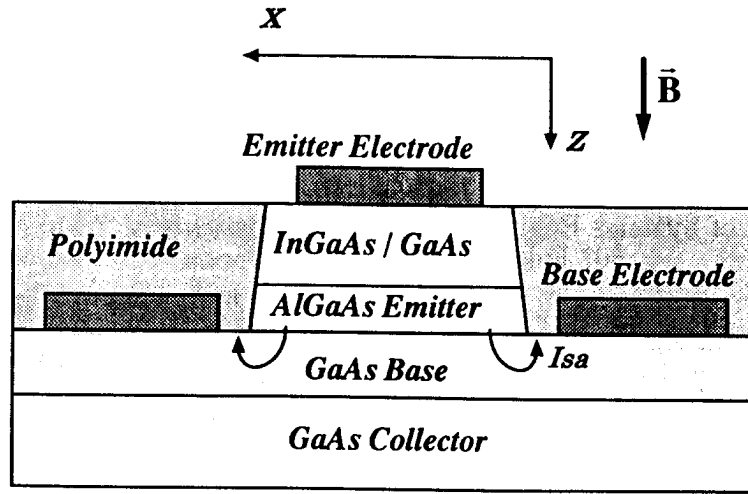 X
B
Z
Emitter Electrode
Polyimide
InGaAs / GaAs
Base Electrode
AlGaAs Emitter
Isa
GaAs Base
GaAs Collector